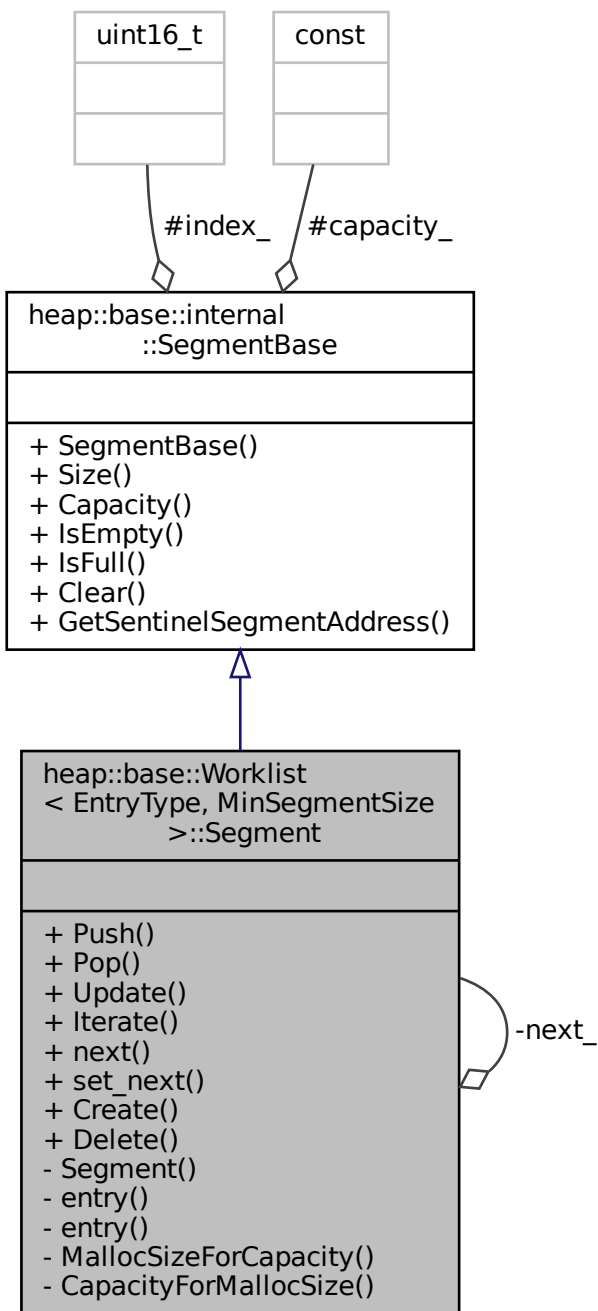 uint16_t
const
#index_
#capacity_
heap::base::internal
::SegmentBase
+ SegmentBase()
+ Size()
+ Capacity()
+ IsEmpty()
+ IsFull()
+ Clear()
+ GetSentinelSegmentAddress()
heap::base::Worklist
< EntryType, MinSegmentSize
>::Segment
+ Push()
+ Pop()
+ Update()
+ Iterate()
+ next()
+ set_next()
+ Create()
+ Delete()
- Segment()
- entry()
- entry()
- MallocSizeForCapacity()
- CapacityForMallocSize()
-next_